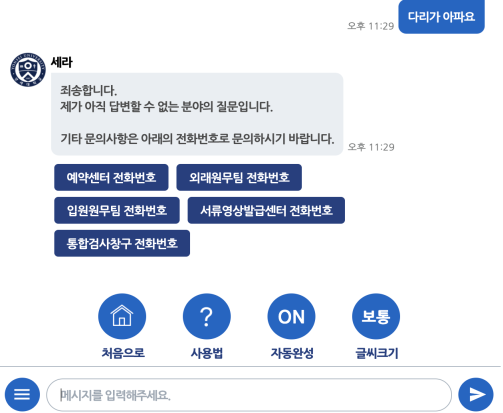 다리가 아파요
오후 11:29
세라
죄송합니다.
제가 아직 답변할 수 없는 분야의 질문입니다.
기타 문의사항은 아래의 전화번호로 문의하시기 바랍니다.
오후 11:29
예약센터 전화번호
외래원무팀 전화번호
입원원무팀 전화번호
서류영상발급센터 전화번호
통합검사창구 전화번호
?
ON
보통
처음으로
사용법
자동완성
글씨크기
메시지를 입력해주세요.